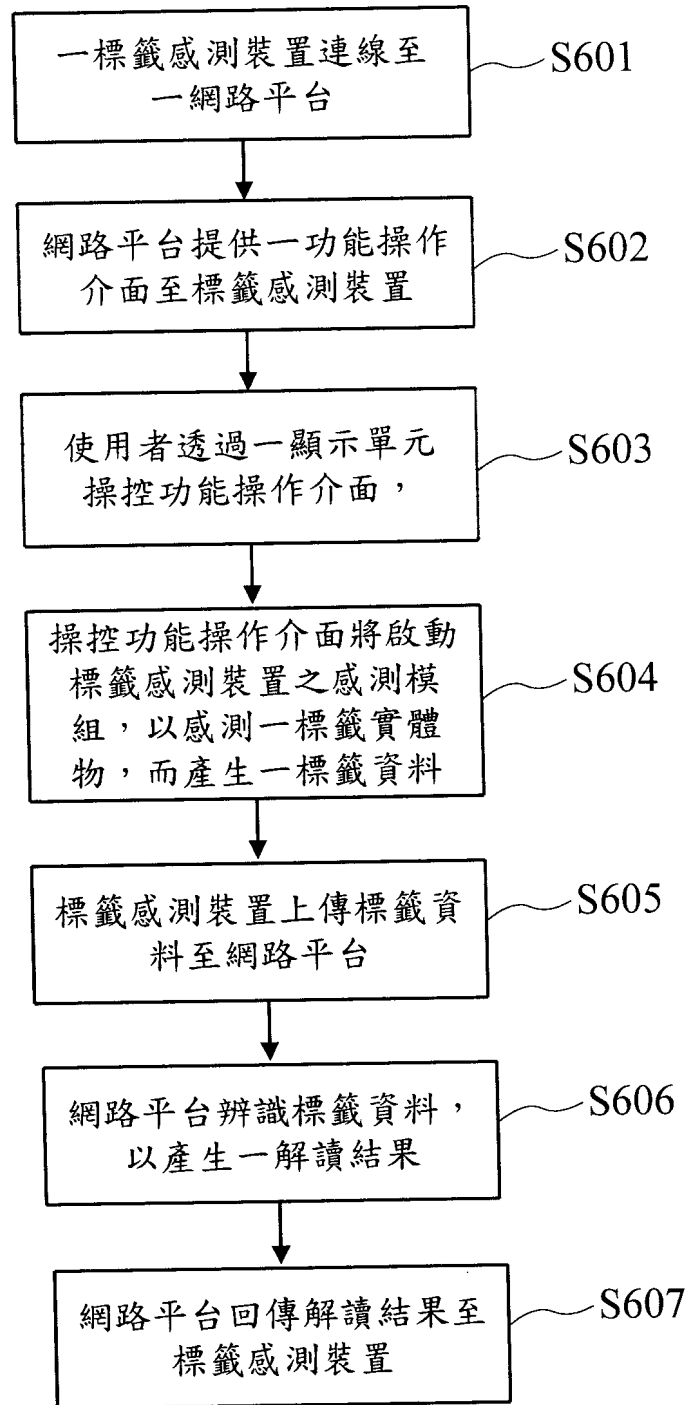 一標籤感測裝置連線至
一網路平台
S601
網路平台提供一功能操作
介面至標籤感測裝置
S602
使用者透過一顯示單元
操控功能操作介面，
S603
操控功能操作介面將啟動
標籤感測裝置之感測模
組，以感測一標籤實體
物，而產生一標籤資料
S604
標籤感測裝置上傳標籤資
料至網路平台
S605
網路平台辨識標籤資料，
以產生一解讀結果
S606
網路平台回傳解讀結果至
標籤感測裝置
S607